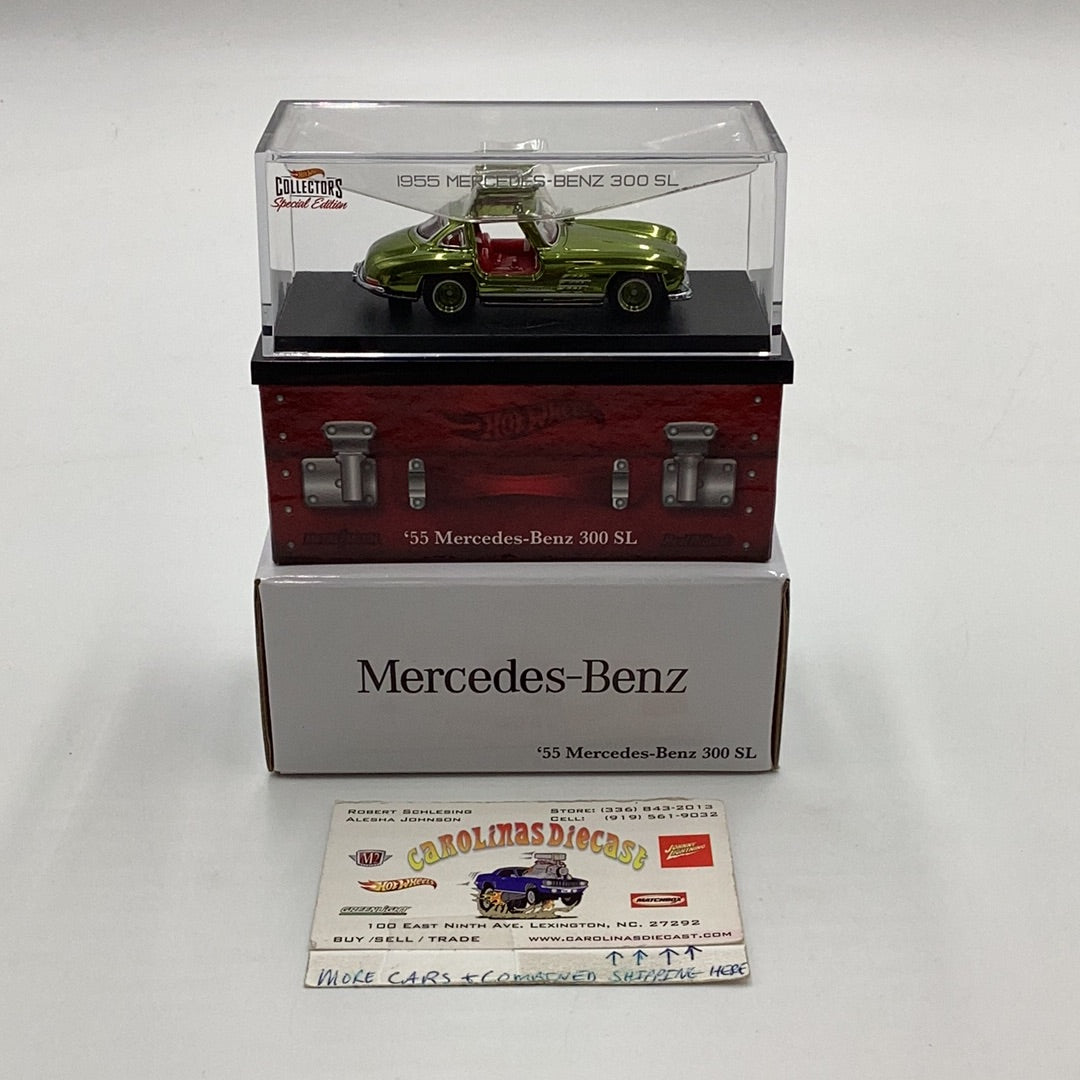 HOT WHEELS
COLLECTORS
Special Edition
1955 MERCEDES-BENZ 300 SL
HOT WHEELS
'55 Mercedes-Benz 300 SL
Mercedes-Benz
'55 Mercedes-Benz 300 SL
ROBERT SCHLESING
ALESHA JOHNSON
STORE: (336) 843-2013
CELL: (919) 561-9032
CAROLINAS DIECAST
M2
HOT WHEELS
GREENLIGHT
JOHNNY LIGHTNING
MATCHBOX
100 EAST NINTH AVE. LEXINGTON, NC. 27292
BUY / SELL / TRADE
WWW.CAROLINASDIECAST.COM
MORE CARS + COMBINED SHIPPING HERE